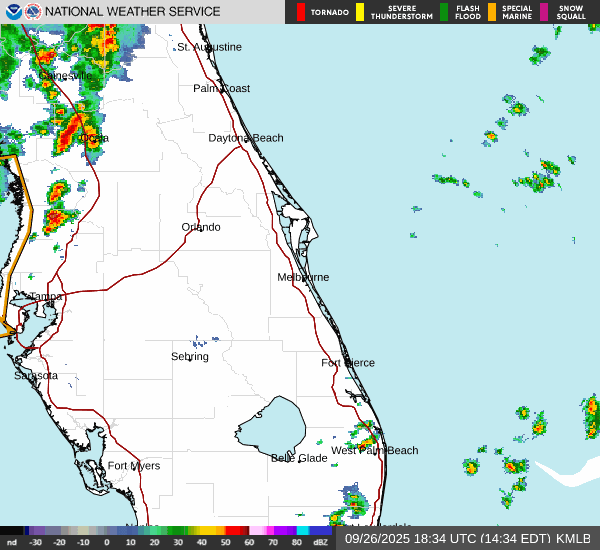 NATIONAL WEATHER SERVICE
TORNADO
SEVERE THUNDERSTORM
FLASH FLOOD
SPECIAL MARINE
SNOW SQUALL
St. Augustine
Gainesville
Palm Coast
Ocala
Daytona Beach
Orlando
Melbourne
Tampa
Sebring
Fort Pierce
Sarasota
West Palm Beach
Belle Glade
Fort Myers
nd -30 -20 -10 0 10 20 30 40 50 60 70 80 dBZ
09/26/2025 18:34 UTC (14:34 EDT) KMLB